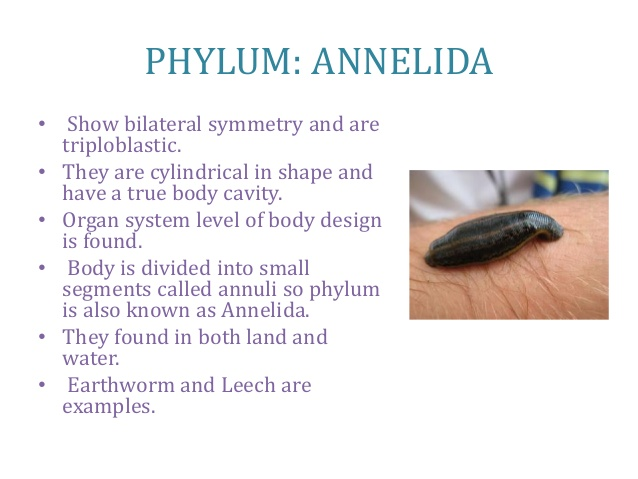 PHYLUM: ANNELIDA
• Show bilateral symmetry and are
triploblastic.
• They are cylindrical in shape and
have a true body cavity.
• Organ system level of body design
is found.
• Body is divided into small
segments called annuli so phylum
is also known as Annelida.
• They found in both land and
water.
• Earthworm and Leech are
examples.